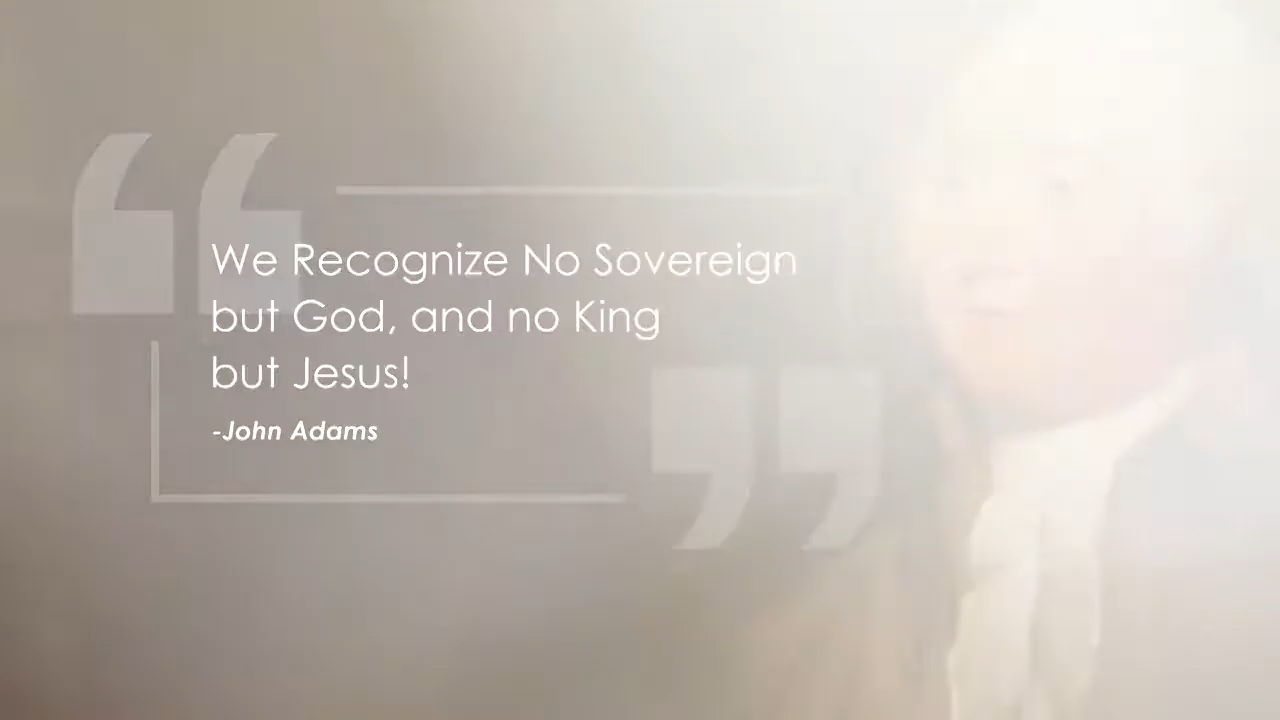 We Recognize No Sovereign
but God, and no King
but Jesus!
-John Adams